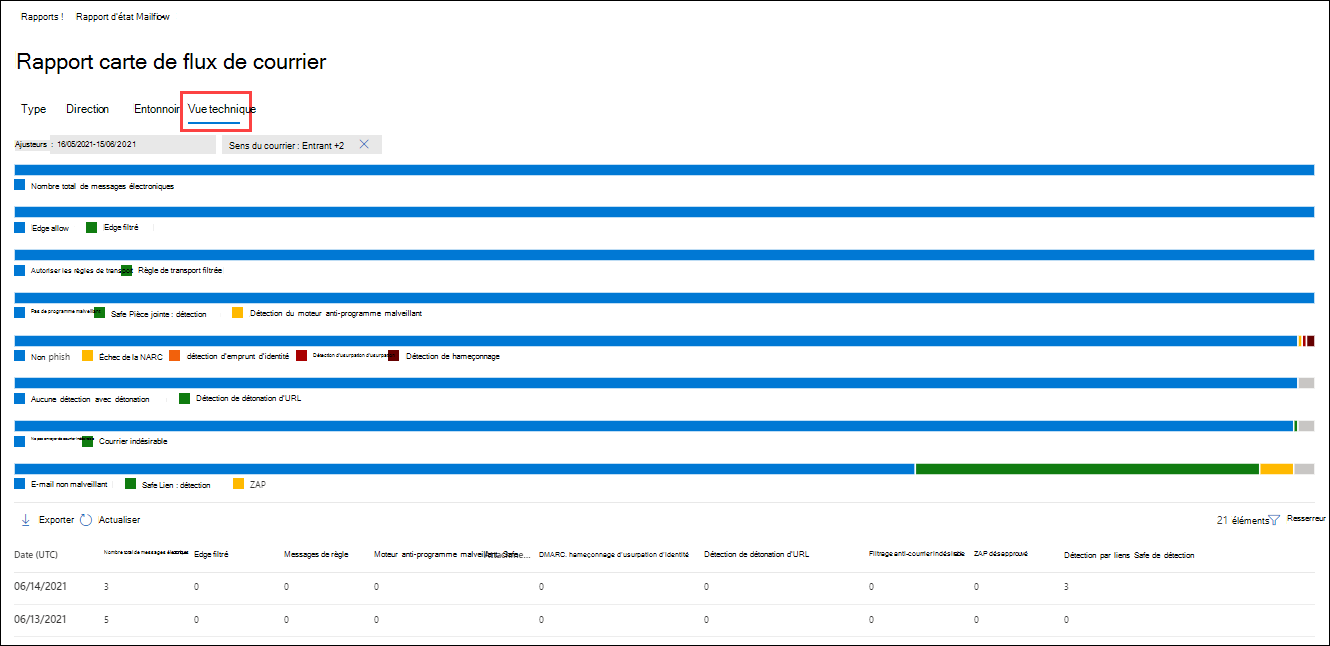 Rapports ! Rapport d'état Mailflow
Rapport carte de flux de courrier
Type Direction Entonnoir Vue technique
Ajusteurs : 16/05/2021-15/06/2021 Sens du courrier : Entrant +2
Nombre total de messages électroniques
Edge allow Edge filtré
Autoriser les règles de transport Règle de transport filtrée
Pas de programme malveillant Safe Pièce jointe : détection Détection du moteur anti-programme malveillant
Non phish Échec de la NARC détection d'emprunt d'identité Détection d'usurpation d'usurpation Détection de hameçonnage
Aucune détection avec détonation Détection de détonation d'URL
Courrier indésirable
E-mail non malveillant Safe Lien : détection ZAP
Exporter Actualiser 21 éléments Resserreur
Date (UTC) Nombre total de messages électroniques Edge filtré Messages de règle Moteur anti-programme malveillant Safe Attachme... DMARC. hameçonnage d'usurpation d'identité Détection de détonation d'URL Filtrage anti-courrier indésirable ZAP désapprouvé Détection par liens Safe de détection
06/14/2021 3 0 0 0 0 0 0 0 3
06/13/2021 5 0 0 0 0 0 0 0 0